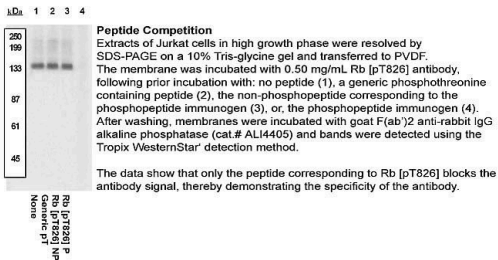 kDa 1 2 3 4
250
199
133
87
61
45
None
Generic pT
Rb [pT826] NP
Rb [pT826] P
Peptide Competition
Extracts of Jurkat cells in high growth phase were resolved by
SDS-PAGE on a 10% Tris-glycine gel and transferred to PVDF.
The membrane was incubated with 0.50 mg/mL Rb [pT826] antibody,
following prior incubation with: no peptide (1), a generic phosphothreonine
containing peptide (2), the non-phosphopeptide corresponding to the
phosphopeptide immunogen (3), or, the phosphopeptide immunogen (4).
After washing, membranes were incubated with goat F(ab')2 anti-rabbit IgG
alkaline phosphatase (cat.# ALI4405) and bands were detected using the
Tropix WesternStar' detection method.
The data show that only the peptide corresponding to Rb [pT826] blocks the
antibody signal, thereby demonstrating the specificity of the antibody.